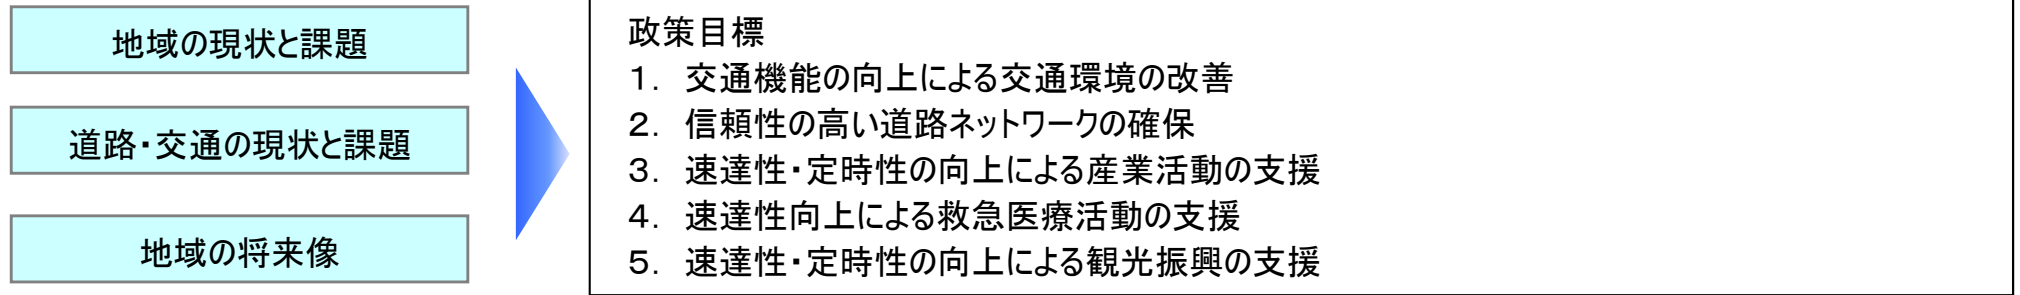 地域の現状と課題
道路・交通の現状と課題
地域の将来像
政策目標
１． 交通機能の向上による交通環境の改善
２． 信頼性の高い道路ネットワークの確保
３． 速達性・定時性の向上による産業活動の支援
４． 速達性向上による救急医療活動の支援
５． 速達性・定時性の向上による観光振興の支援